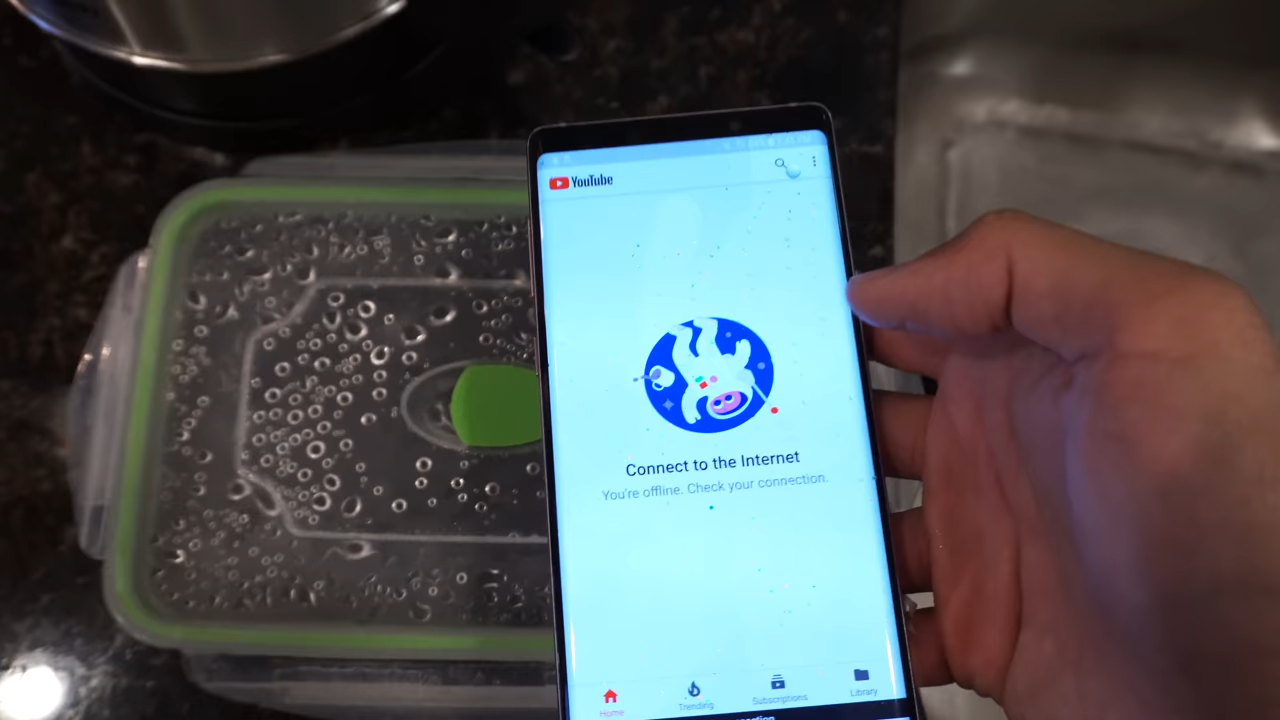 YouTube
Connect to the Internet
You're offline. Check your connection.
Home
Trending
Subscriptions
Library